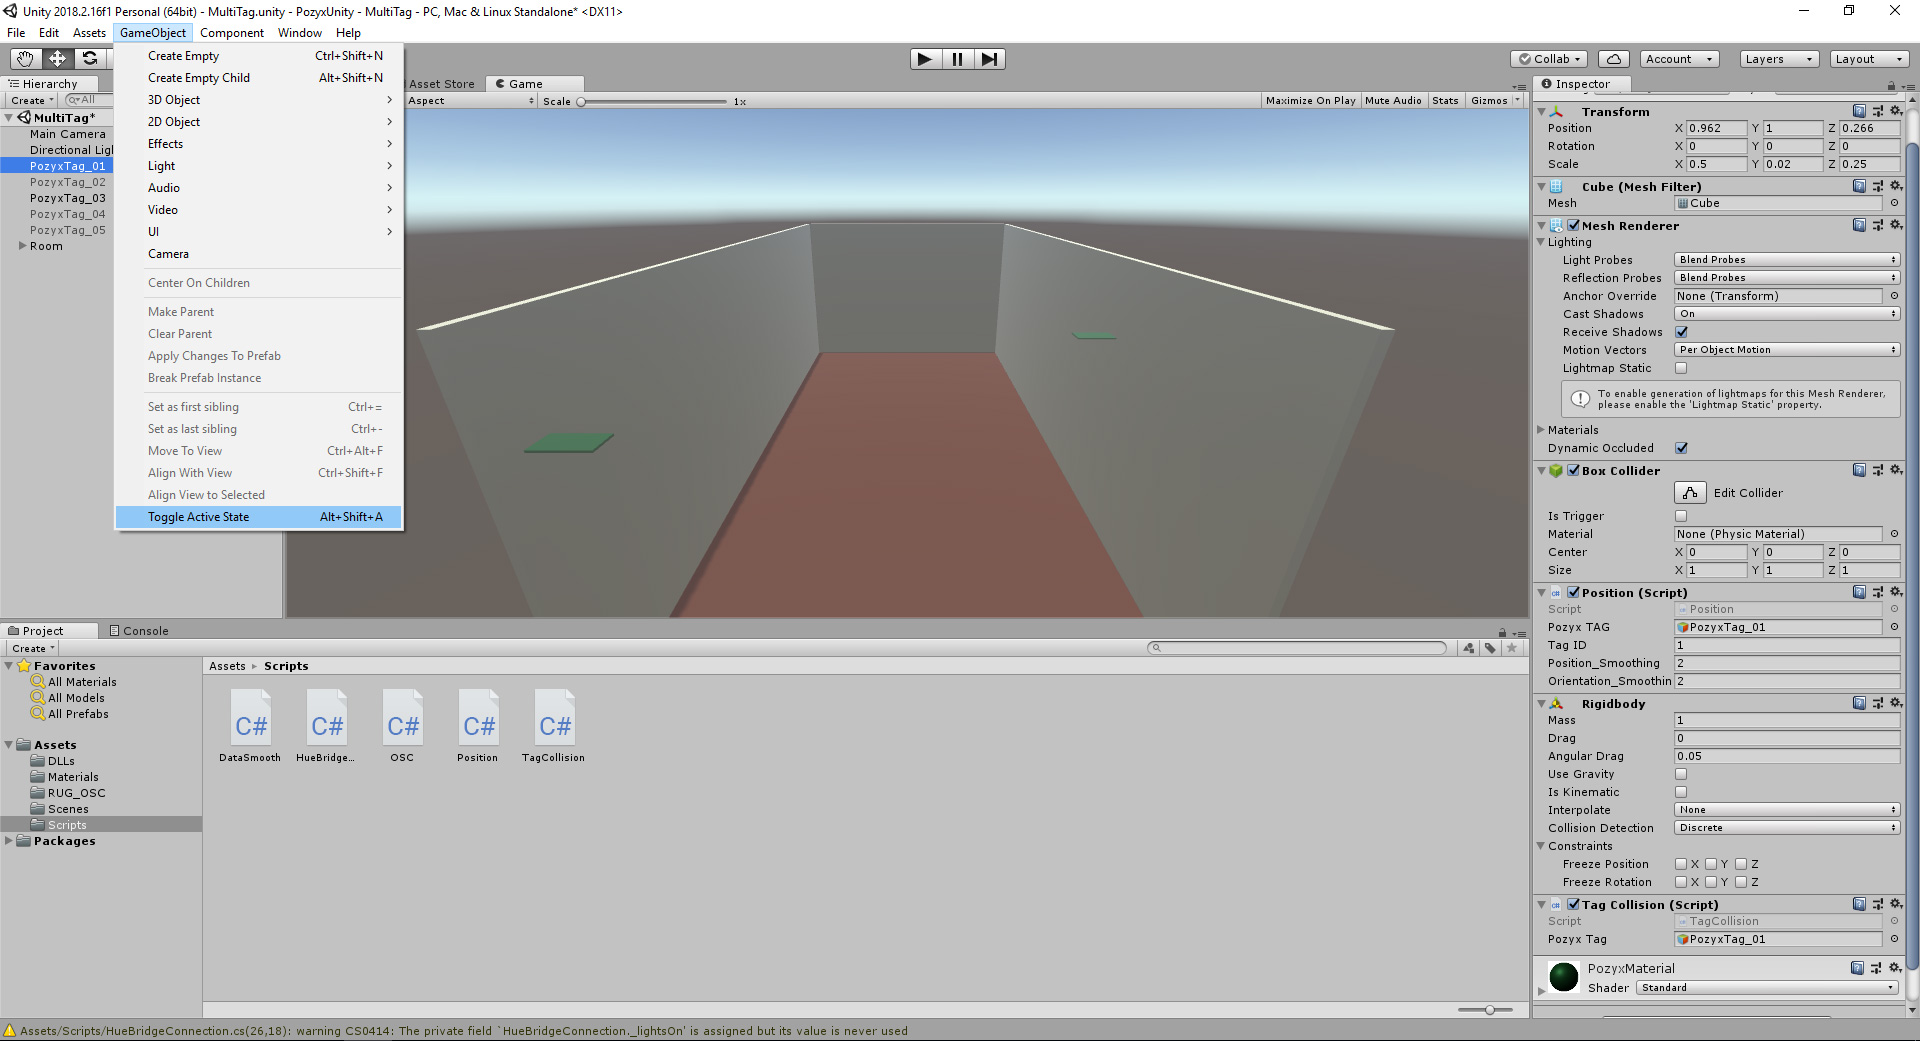 Unity 2018.2.16f1 Personal (64bit) - MultiTag.unity - PozyxUnity - MultiTag - PC, Mac & Linux Standalone* <DX11>
File Edit Assets GameObject Component Window Help
Collab Account Layers Layout
Create Empty Ctrl+Shift+N
Create Empty Child Alt+Shift+N
3D Object
2D Object
Effects
Light
Audio
Video
UI
Camera
Center On Children
Make Parent
Clear Parent
Apply Changes To Prefab
Break Prefab Instance
Set as first sibling Ctrl+=
Set as last sibling Ctrl+-
Move To View Ctrl+Alt+F
Align With View Ctrl+Shift+F
Align View to Selected
Toggle Active State Alt+Shift+A
Hierarchy
Create All
MultiTag*
Main Camera
Directional Ligl
PozyxTag_01
PozyxTag_02
PozyxTag_03
PozyxTag_04
PozyxTag_05
Room
Asset Store Game
Aspect Scale 1x Maximize On Play Mute Audio Stats Gizmos
Inspector
Transform
Position X 0.962 Y 1 Z 0.266
Rotation X 0 Y 0 Z 0
Scale X 0.5 Y 0.02 Z 0.25
Cube (Mesh Filter)
Mesh Cube
Mesh Renderer
Lighting
Light Probes Blend Probes
Reflection Probes Blend Probes
Anchor Override None (Transform)
Cast Shadows On
Receive Shadows
Motion Vectors Per Object Motion
Lightmap Static
To enable generation of lightmaps for this Mesh Renderer,
please enable the 'Lightmap Static' property.
Materials
Dynamic Occluded
Box Collider
Edit Collider
Is Trigger
Material None (Physic Material)
Center X 0 Y 0 Z 0
Size X 1 Y 1 Z 1
Position (Script)
Script Position
Pozyx TAG PozyxTag_01
Tag ID 1
Position_Smoothing 2
Orientation_Smoothin 2
Rigidbody
Mass 1
Drag 0
Angular Drag 0.05
Use Gravity
Is Kinematic
Interpolate None
Collision Detection Discrete
Constraints
Freeze Position X Y Z
Freeze Rotation X Y Z
Tag Collision (Script)
Script TagCollision
Pozyx Tag PozyxTag_01
PozyxMaterial
Shader Standard
Project Console
Create
Favorites
All Materials
All Models
All Prefabs
Assets
DLLs
Materials
RUG_OSC
Scenes
Scripts
Packages
Assets Scripts
C# C# C# C# C#
DataSmooth HueBridge... OSC Position TagCollision
Assets/Scripts/HueBridgeConnection.cs(26,18): warning CS0414: The private field `HueBridgeConnection._lightsOn' is assigned but its value is never used